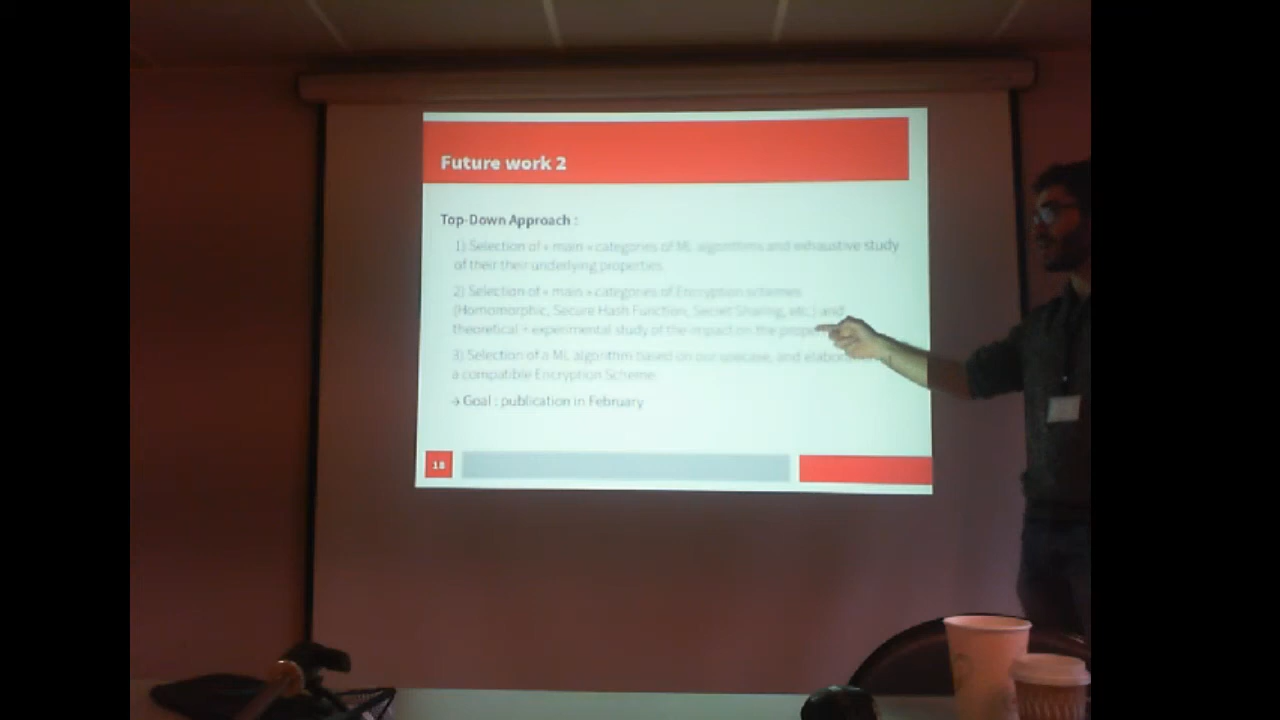 Future work 2
Top-Down Approach :
1) Selection of « main » categories of ML algorithms and exhaustive study
of their their underlying properties.
2) Selection of « main » categories of Encryption schemes
(Homomorphic, Secure Hash Function, Secret Sharing, etc.) and
theoretical + experimental study of the impact on the
3) Selection of a ML algorithm based on our usecase, and
a compatible Encryption Scheme
→ Goal : publication in February
18